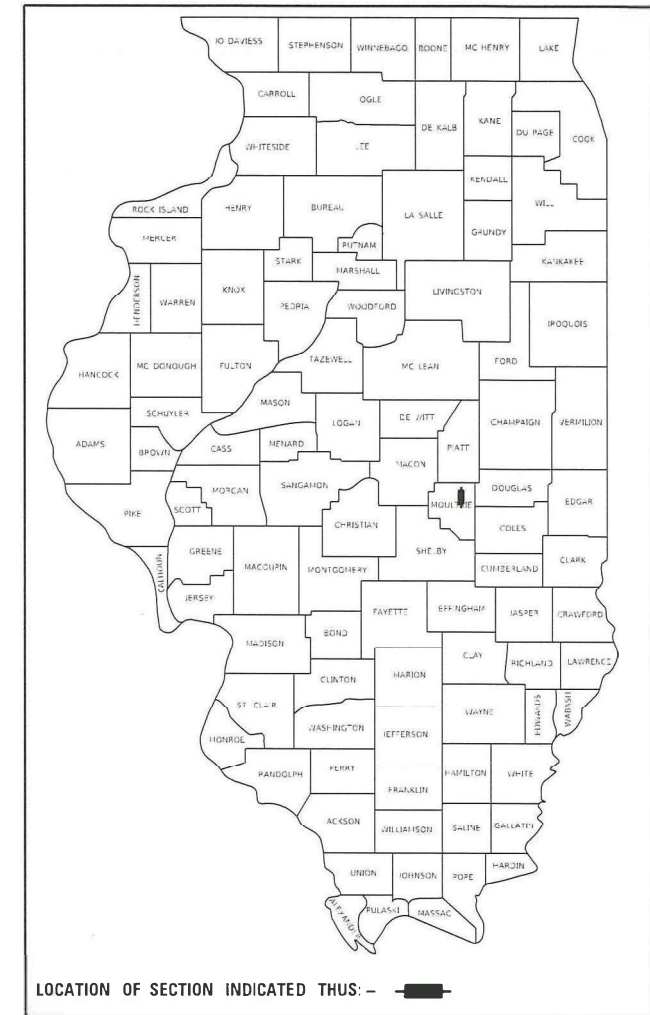 JO DAVIESS STEPHENSON WINNEBAGO BOONE MC HENRY LAKE
CARROLL OGLE KANE DU PAGE COOK
DE KALB
WHITESIDE LEE
KENDALL
ROCK ISLAND HENRY BUREAU LA SALLE WILL
GRUNDY
MERCER PUTNAM
STARK MARSHALL KANKAKEE
HENDERSON WARREN KNOX LIVINGSTON
PEORIA WOODFORD IROQUOIS
HANCOCK MC DONOUGH FULTON TAZEWELL MC LEAN FORD
MASON
SCHUYLER LOGAN DE WITT CHAMPAIGN VERMILION
ADAMS BROWN CASS MENARD PIATT
MACON
MORGAN SANGAMON DOUGLAS
PIKE SCOTT MOULTRIE EDGAR
CHRISTIAN COLES
GREENE MACOUPIN MONTGOMERY SHELBY
CALHOUN CUMBERLAND CLARK
JERSEY FAYETTE EFFINGHAM JASPER CRAWFORD
MADISON BOND
CLAY RICHLAND LAWRENCE
CLINTON MARION
ST. CLAIR WAYNE EDWARDS WABASH
WASHINGTON JEFFERSON
MONROE
RANDOLPH PERRY HAMILTON WHITE
FRANKLIN
JACKSON WILLIAMSON SALINE GALLATIN
UNION JOHNSON POPE HARDIN
ALEXANDER PULASKI MASSAC
LOCATION OF SECTION INDICATED THUS: –